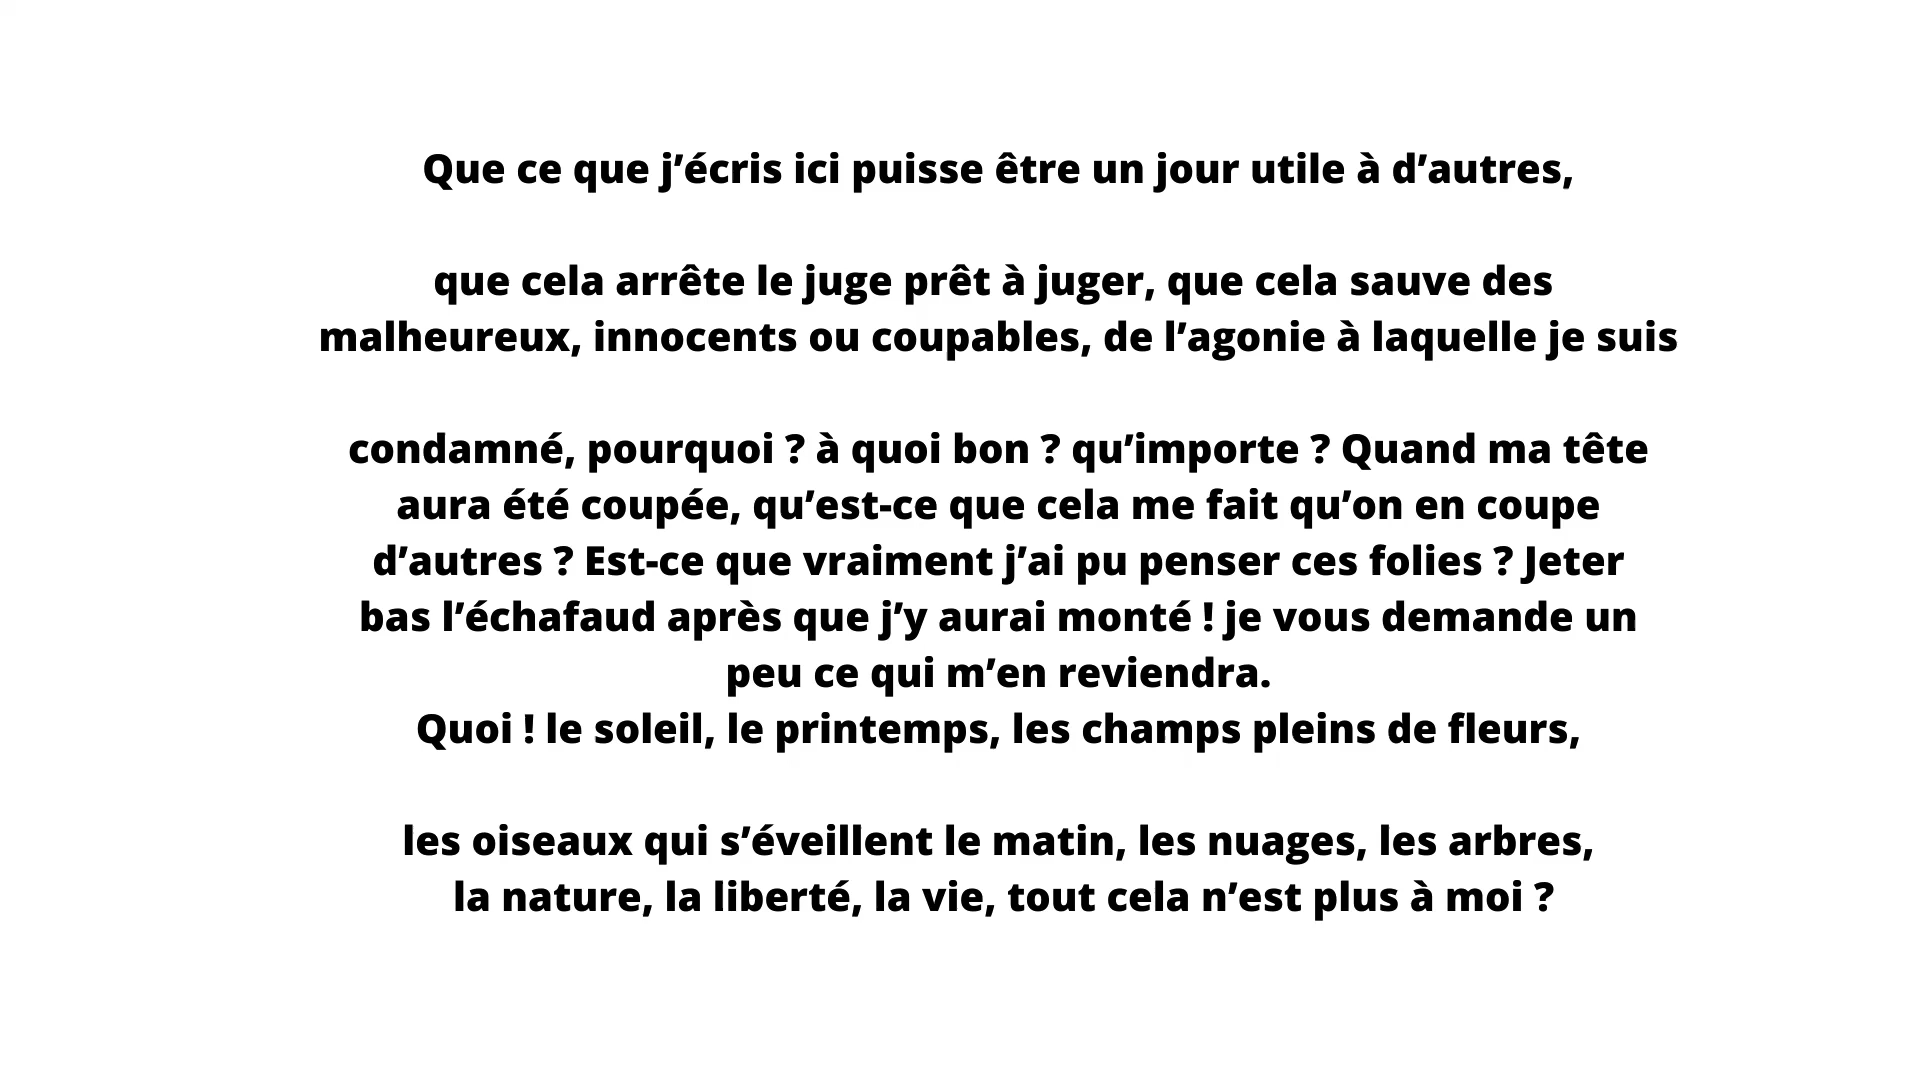 Que ce que j’écris ici puisse être un jour utile à d’autres,
que cela arrête le juge prêt à juger, que cela sauve des
malheureux, innocents ou coupables, de l’agonie à laquelle je suis
condamné, pourquoi ? à quoi bon ? qu’importe ? Quand ma tête
aura été coupée, qu’est-ce que cela me fait qu’on en coupe
d’autres ? Est-ce que vraiment j’ai pu penser ces folies ? Jeter
bas l’échafaud après que j’y aurai monté ! je vous demande un
peu ce qui m’en reviendra.
Quoi ! le soleil, le printemps, les champs pleins de fleurs,
les oiseaux qui s’éveillent le matin, les nuages, les arbres,
la nature, la liberté, la vie, tout cela n’est plus à moi ?